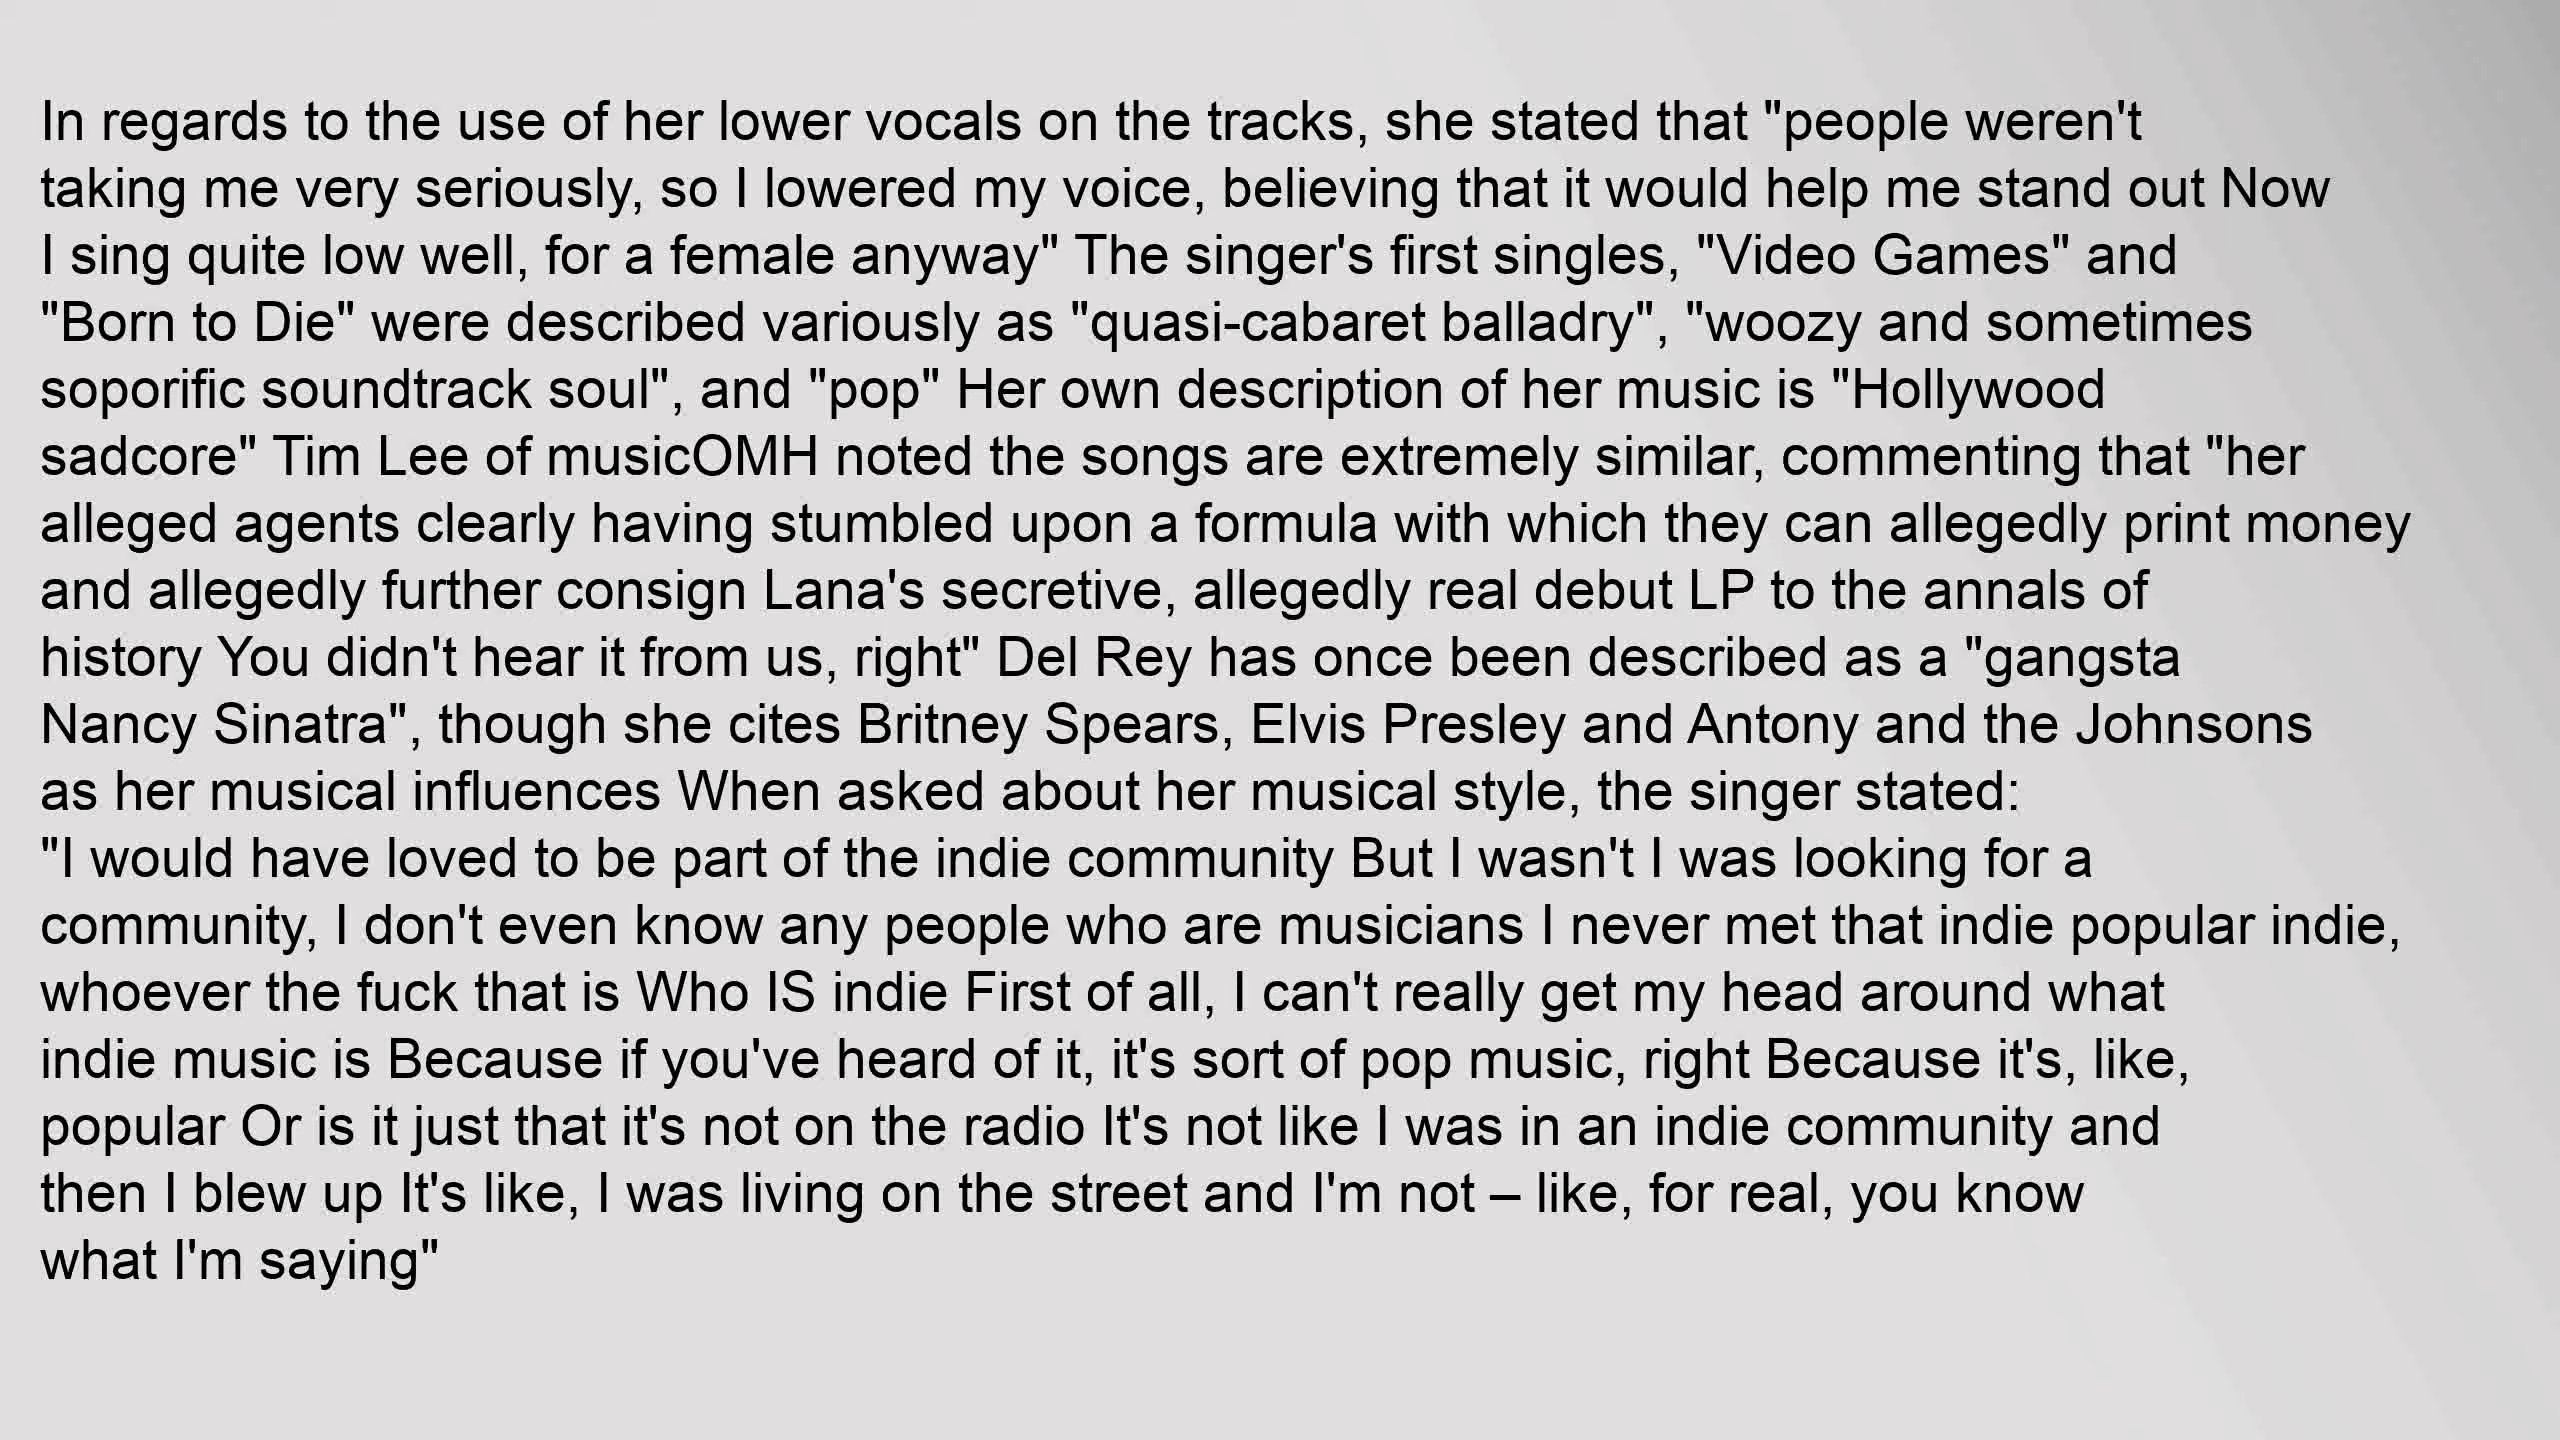 In regards to the use of her lower vocals on the tracks, she stated that "people weren't
taking me very seriously, so I lowered my voice, believing that it would help me stand out Now
I sing quite low well, for a female anyway" The singer's first singles, "Video Games" and
"Born to Die" were described variously as "quasi-cabaret balladry", "woozy and sometimes
soporific soundtrack soul", and "pop" Her own description of her music is "Hollywood
sadcore" Tim Lee of musicOMH noted the songs are extremely similar, commenting that "her
alleged agents clearly having stumbled upon a formula with which they can allegedly print money
and allegedly further consign Lana's secretive, allegedly real debut LP to the annals of
history You didn't hear it from us, right" Del Rey has once been described as a "gangsta
Nancy Sinatra", though she cites Britney Spears, Elvis Presley and Antony and the Johnsons
as her musical influences When asked about her musical style, the singer stated:
"I would have loved to be part of the indie community But I wasn't I was looking for a
community, I don't even know any people who are musicians I never met that indie popular indie,
whoever the fuck that is Who IS indie First of all, I can't really get my head around what
indie music is Because if you've heard of it, it's sort of pop music, right Because it's, like,
popular Or is it just that it's not on the radio It's not like I was in an indie community and
then I blew up It's like, I was living on the street and I'm not – like, for real, you know
what I'm saying"